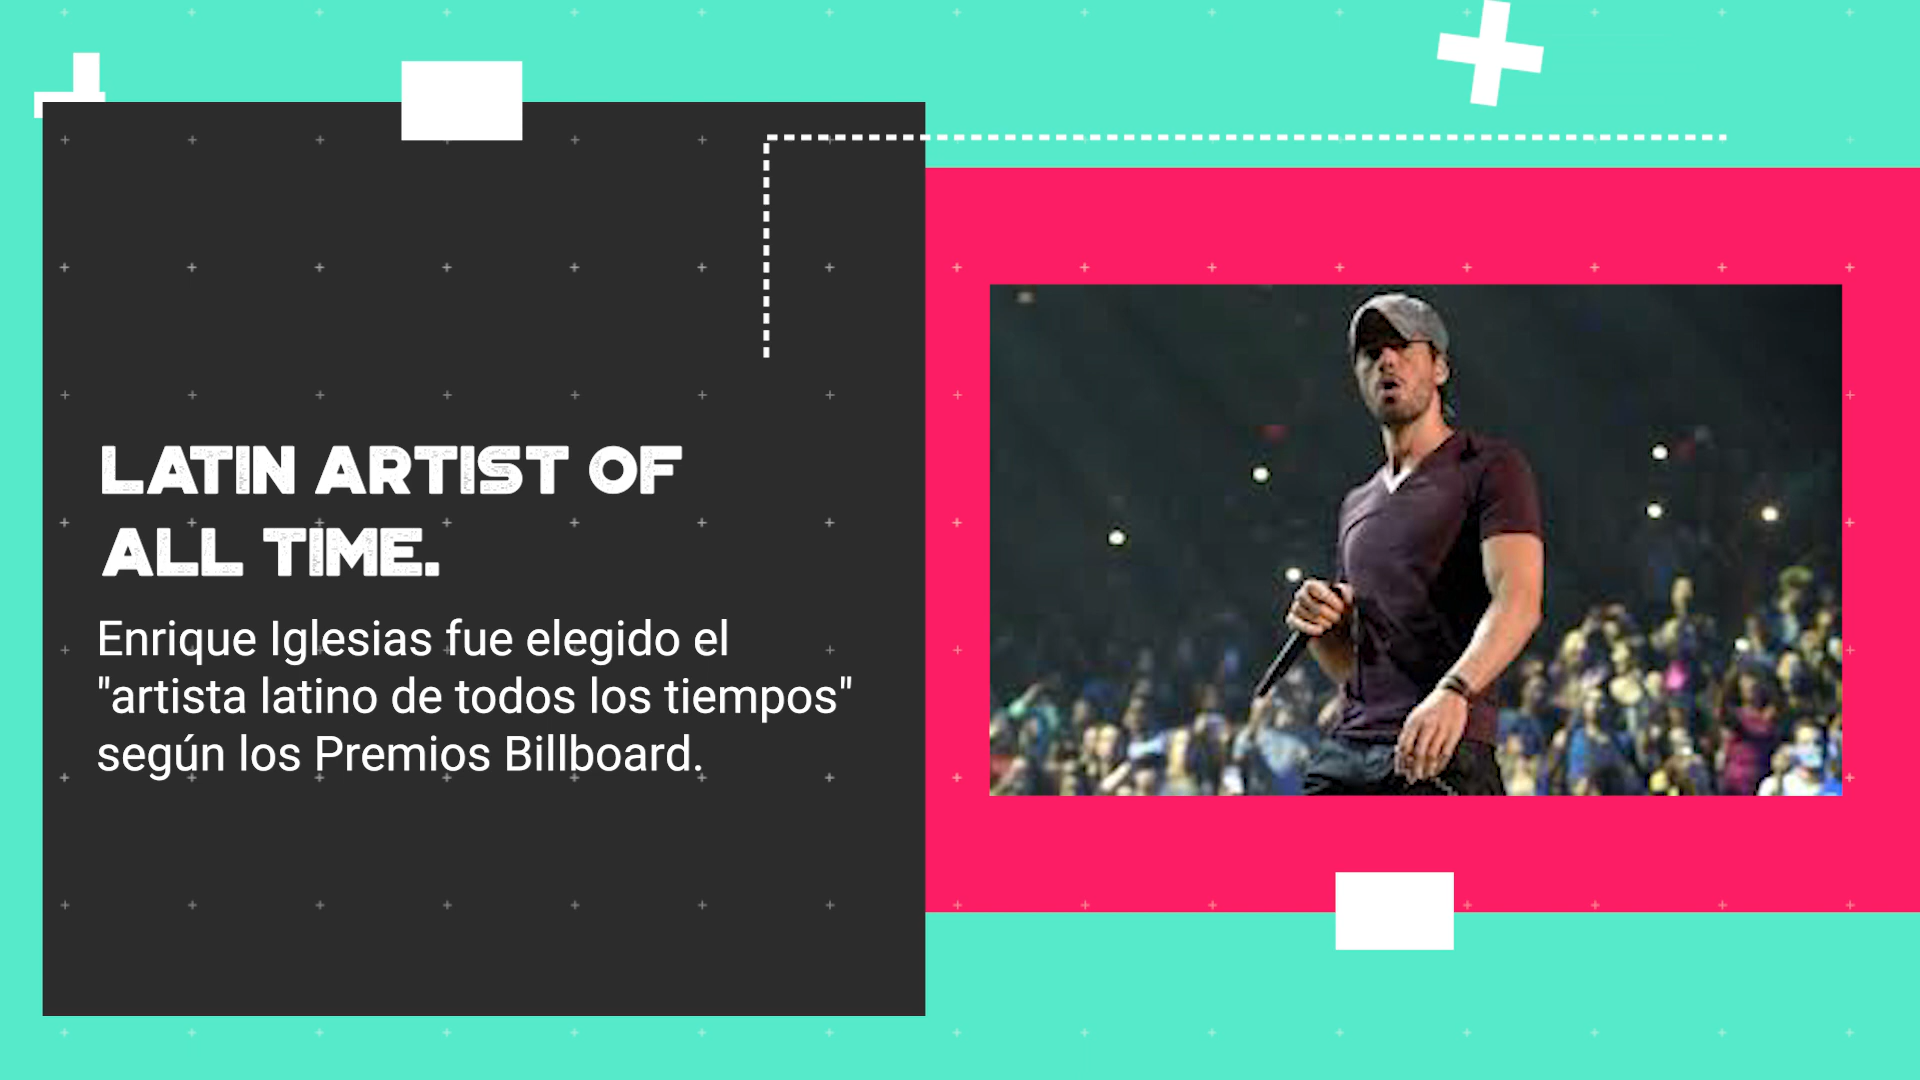 LATIN ARTIST OF
ALL TIME.
Enrique Iglesias fue elegido el
"artista latino de todos los tiempos"
según los Premios Billboard.